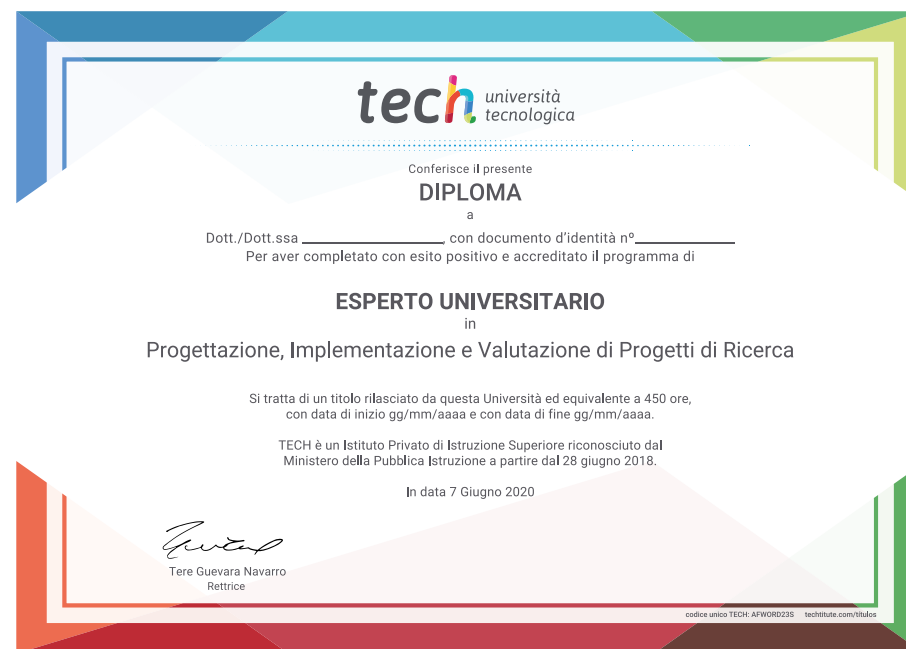 tech università
tecnologica
Conferisce il presente
DIPLOMA
a
Dott./Dott.ssa ____________________, con documento d'identità nº______________
Per aver completato con esito positivo e accreditato il programma di
ESPERTO UNIVERSITARIO
in
Progettazione, Implementazione e Valutazione di Progetti di Ricerca
Si tratta di un titolo rilasciato da questa Università ed equivalente a 450 ore,
con data di inizio gg/mm/aaaa e con data di fine gg/mm/aaaa.
TECH è un Istituto Privato di Istruzione Superiore riconosciuto dal
Ministero della Pubblica Istruzione a partire dal 28 giugno 2018.
In data 7 Giugno 2020
Tere Guevara Navarro
Rettrice
codice unico TECH: AFWORD23S techtitute.com/titulos